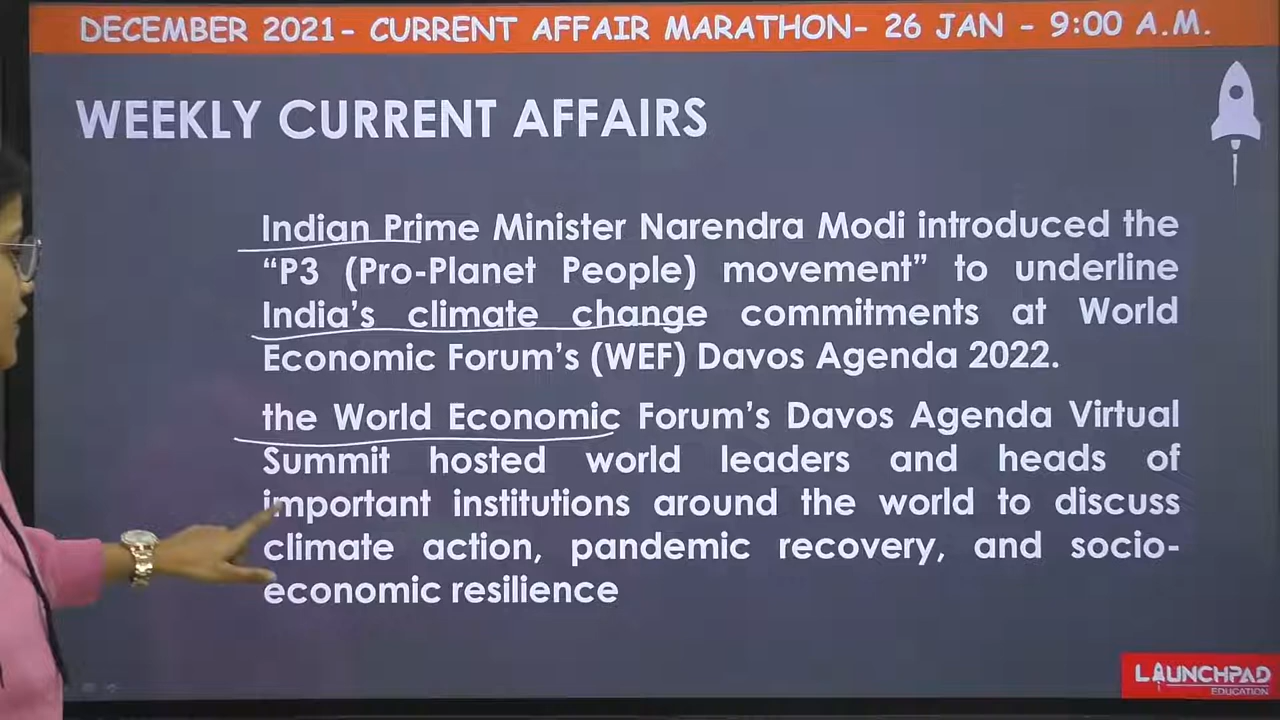 DECEMBER 2021- CURRENT AFFAIR MARATHON- 26 JAN - 9:00 A.M.
WEEKLY CURRENT AFFAIRS
Indian Prime Minister Narendra Modi introduced the
“P3 (Pro-Planet People) movement” to underline
India’s climate change commitments at World
Economic Forum’s (WEF) Davos Agenda 2022.
the World Economic Forum’s Davos Agenda Virtual
Summit hosted world leaders and heads of
important institutions around the world to discuss
climate action, pandemic recovery, and socio-
economic resilience
LAUNCHPAD
EDUCATION